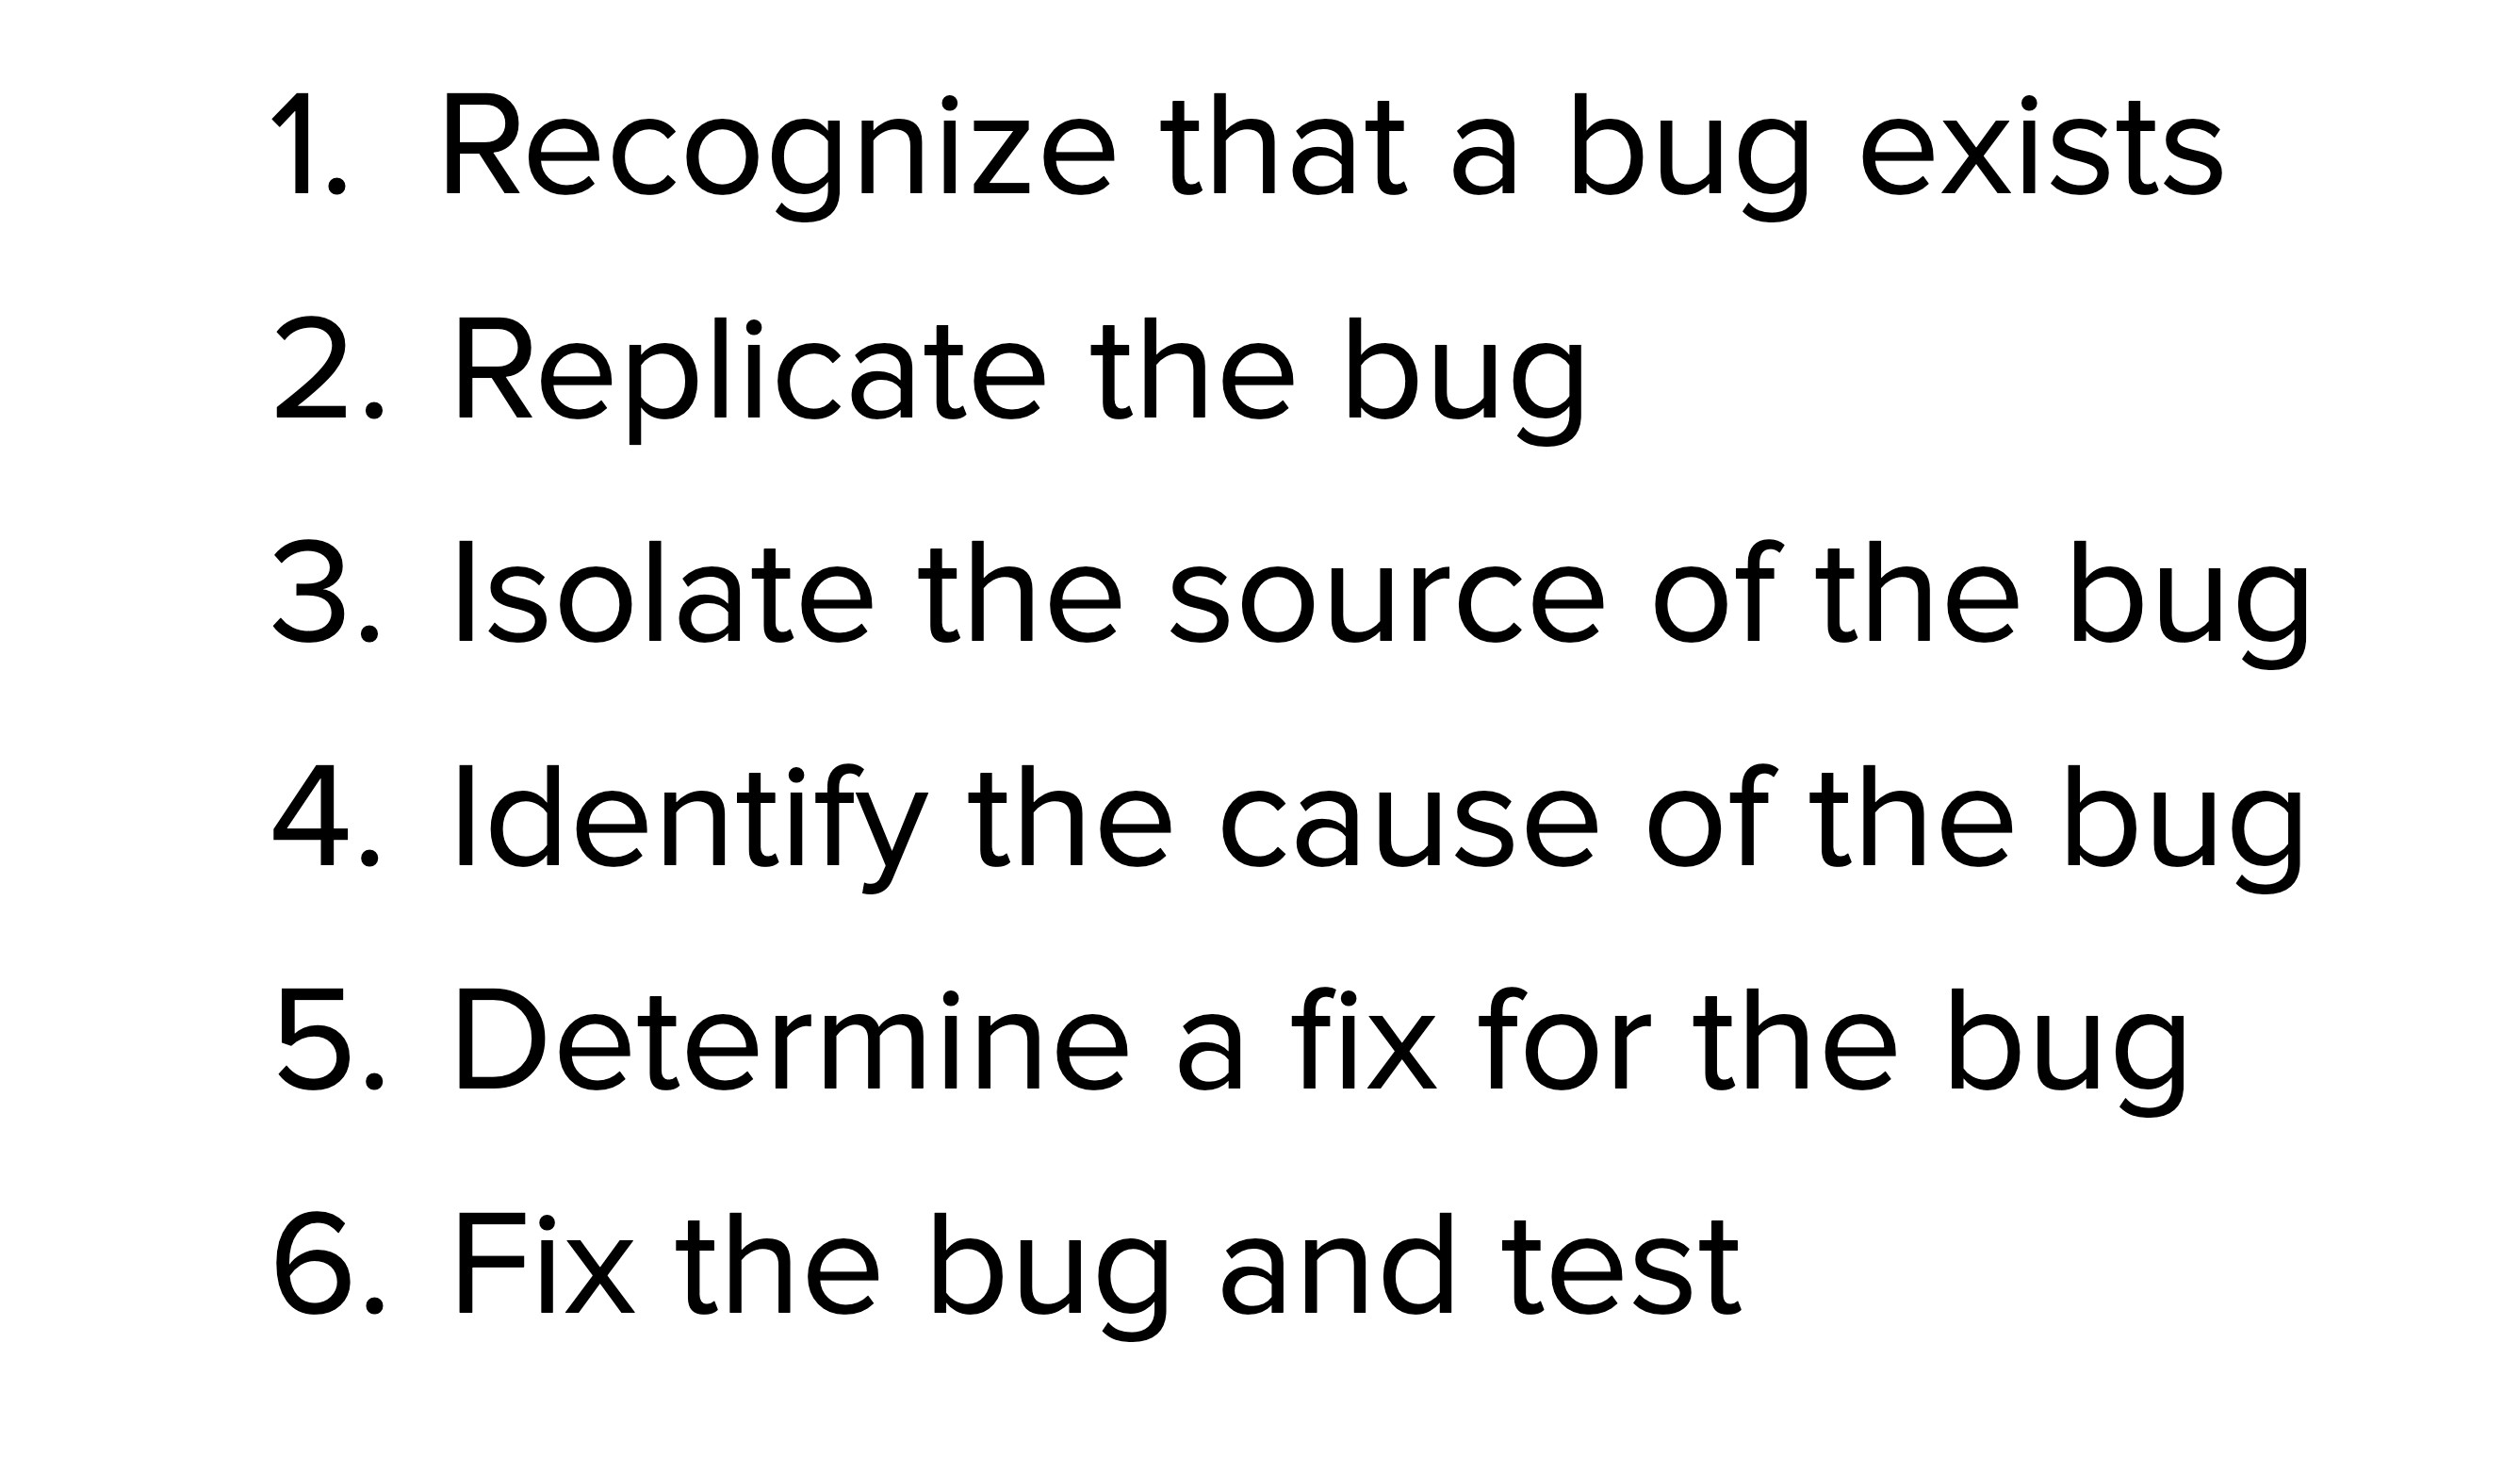 1. Recognize that a bug exists
2. Replicate the bug
3. Isolate the source of the bug
4. Identify the cause of the bug
5. Determine a fix for the bug
6. Fix the bug and test